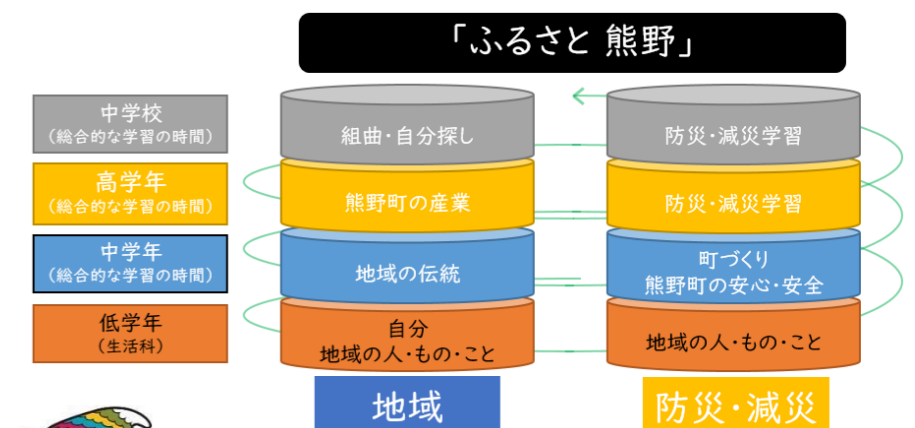 「ふるさと 熊野」
中学校
(総合的な学習の時間)
組曲・自分探し
防災・減災学習
高学年
(総合的な学習の時間)
熊野町の産業
防災・減災学習
中学年
(総合的な学習の時間)
地域の伝統
町づくり
熊野町の安心・安全
低学年
(生活科)
自分
地域の人・もの・こと
地域の人・もの・こと
地域
防災・減災